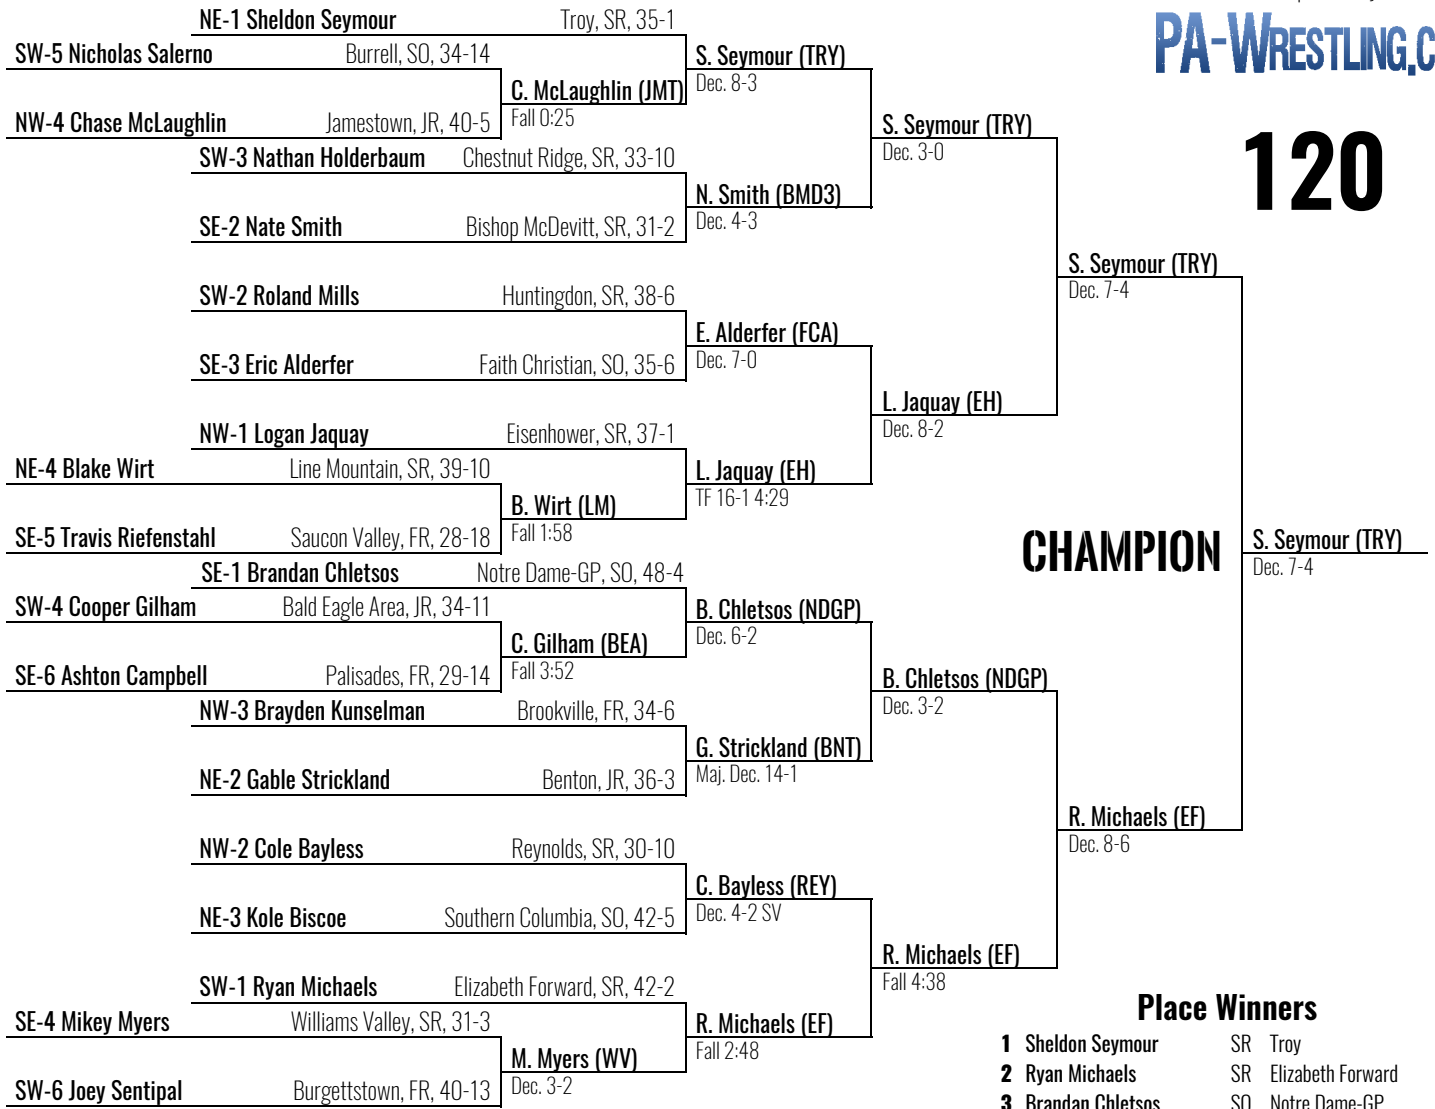 NE-1 Sheldon Seymour Troy, SR, 35-1
SW-5 Nicholas Salerno Burrell, SO, 34-14
S. Seymour (TRY)
PA-WRESTLING.C
Dec. 8-3
C. McLaughlin (JMT)
Fall 0:25
NW-4 Chase McLaughlin Jamestown, JR, 40-5
S. Seymour (TRY)
Dec. 3-0
120
SW-3 Nathan Holderbaum Chestnut Ridge, SR, 33-10
N. Smith (BMD3)
Dec. 4-3
SE-2 Nate Smith Bishop McDevitt, SR, 31-2
S. Seymour (TRY)
Dec. 7-4
SW-2 Roland Mills Huntingdon, SR, 38-6
E. Alderfer (FCA)
Dec. 7-0
SE-3 Eric Alderfer Faith Christian, SO, 35-6
L. Jaquay (EH)
Dec. 8-2
NW-1 Logan Jaquay Eisenhower, SR, 37-1
NE-4 Blake Wirt Line Mountain, SR, 39-10
L. Jaquay (EH)
TF 16-1 4:29
B. Wirt (LM)
Fall 1:58
SE-5 Travis Riefenstahl Saucon Valley, FR, 28-18
CHAMPION
S. Seymour (TRY)
Dec. 7-4
SE-1 Brandan Chletsos Notre Dame-GP, SO, 48-4
SW-4 Cooper Gilham Bald Eagle Area, JR, 34-11
B. Chletsos (NDGP)
Dec. 6-2
C. Gilham (BEA)
Fall 3:52
SE-6 Ashton Campbell Palisades, FR, 29-14
B. Chletsos (NDGP)
Dec. 3-2
NW-3 Brayden Kunselman Brookville, FR, 34-6
G. Strickland (BNT)
Maj. Dec. 14-1
NE-2 Gable Strickland Benton, JR, 36-3
R. Michaels (EF)
Dec. 8-6
NW-2 Cole Bayless Reynolds, SR, 30-10
C. Bayless (REY)
Dec. 4-2 SV
NE-3 Kole Biscoe Southern Columbia, SO, 42-5
R. Michaels (EF)
Fall 4:38
SW-1 Ryan Michaels Elizabeth Forward, SR, 42-2
SE-4 Mikey Myers Williams Valley, SR, 31-3
R. Michaels (EF)
Fall 2:48
M. Myers (WV)
Dec. 3-2
SW-6 Joey Sentipal Burgettstown, FR, 40-13
Place Winners
1 Sheldon Seymour SR Troy
2 Ryan Michaels SR Elizabeth Forward
3 Brandan Chletsos SO Notre Dame-GP